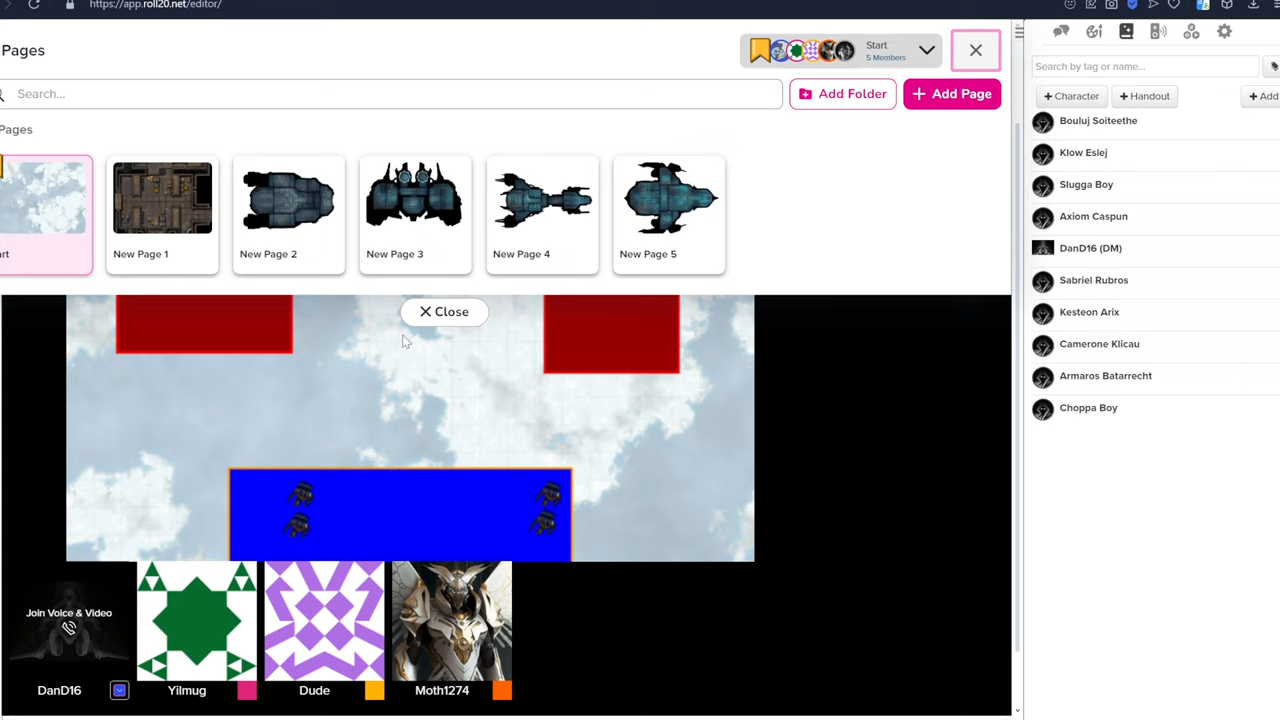 https://app.roll20.net/editor/
Pages
Start
5 Members
Search...
Add Folder
+ Add Page
Pages
rt
New Page 1
New Page 2
New Page 3
New Page 4
New Page 5
Close
Join Voice & Video
DanD16
Yilmug
Dude
Moth1274
Search by tag or name...
+ Character
+ Handout
+ Add
Bouluj Soiteethe
Klow Eslej
Slugga Boy
Axiom Caspun
DanD16 (DM)
Sabriel Rubros
Kesteon Arix
Camerone Klicau
Armaros Batarrecht
Choppa Boy